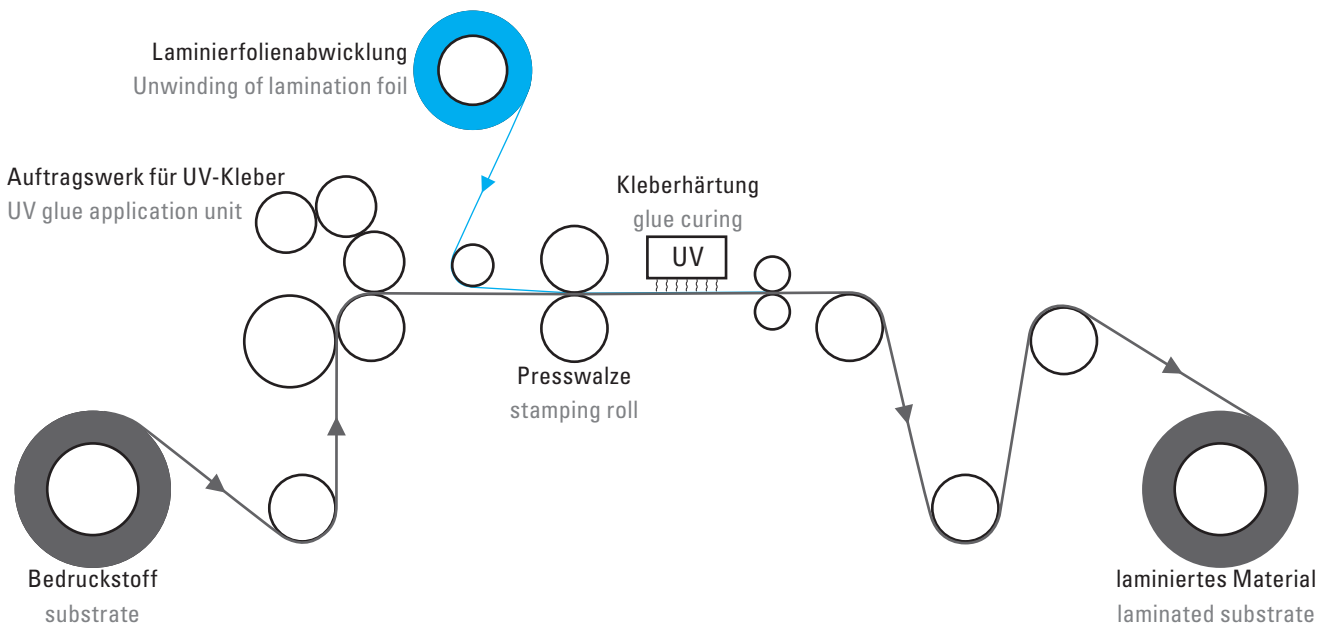 Laminierfolienabwicklung
Unwinding of lamination foil
Auftragswerk für UV-Kleber
UV glue application unit
Kleberhärtung
glue curing
UV
Presswalze
stamping roll
Bedruckstoff
substrate
laminiertes Material
laminated substrate